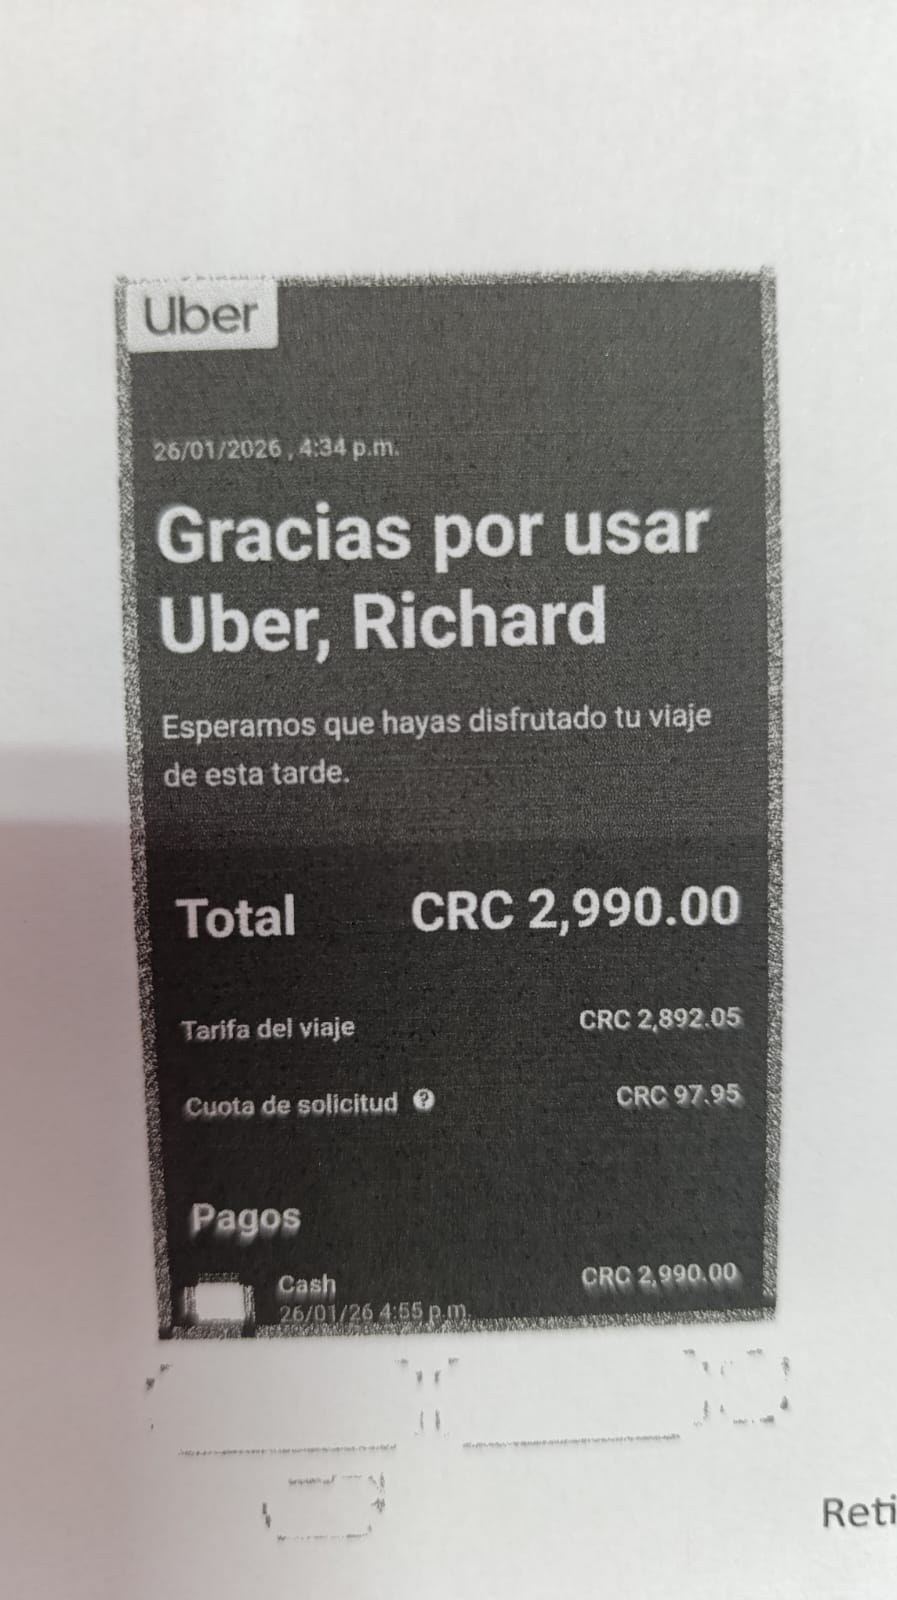 Uber
26/01/2026 , 4:34 p.m.
Gracias por usar
Uber, Richard
Esperamos que hayas disfrutado tu viaje
de esta tarde.
Total CRC 2,990.00
Tarifa del viaje CRC 2,892.05
Cuota de solicitud ? CRC 97.95
Pagos
Cash CRC 2,990.00
26/01/26 4:55 p.m.
Reti